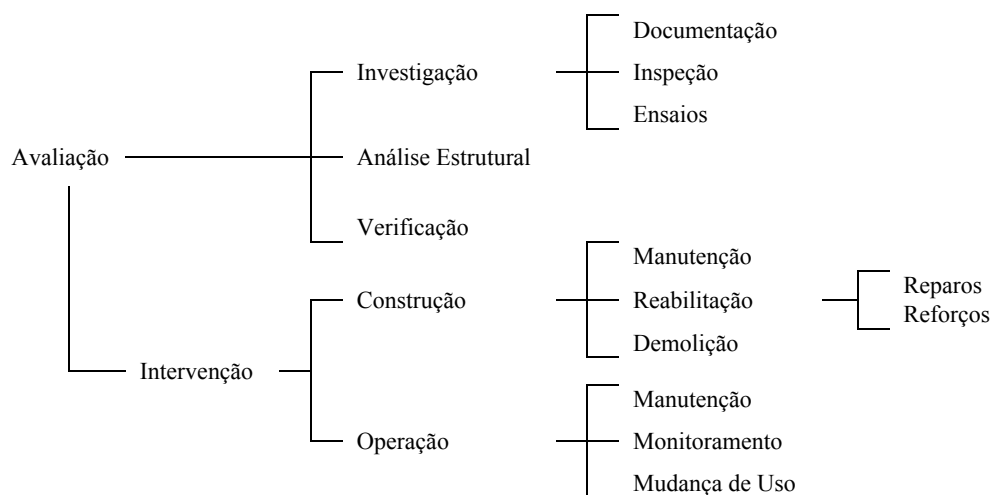 Documentação
Investigação
Inspeção
Ensaios
Avaliação
Análise Estrutural
Verificação
Manutenção
Construção
Reabilitação
Reparos
Reforços
Demolição
Intervenção
Manutenção
Operação
Monitoramento
Mudança de Uso